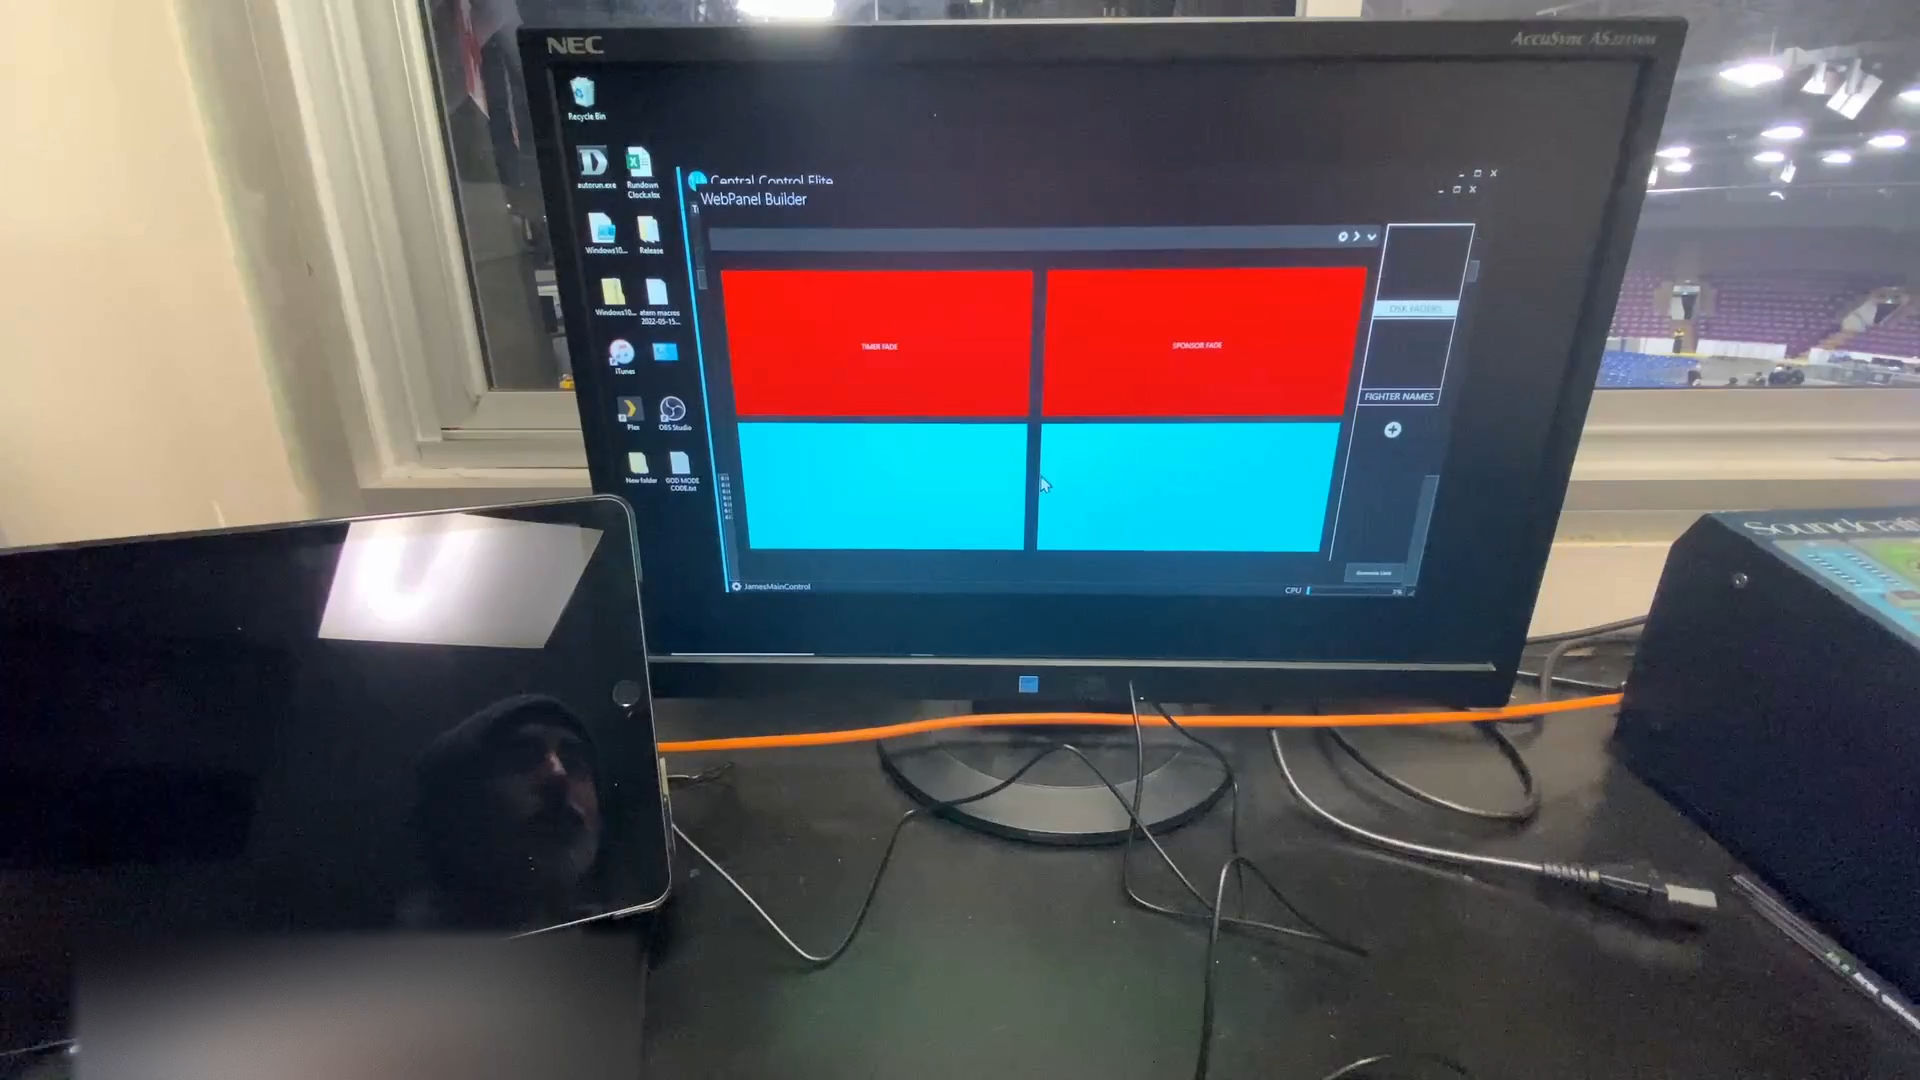 NEC
AccuSync AS
Recycle Bin
autorun.exe
Rundown
Clock.xlsx
Windows10...
Release
Windows10...
atem macros
2022-05-15...
iTunes
Plex
OBS Studio
New folder
GOD MODE
CODE.txt
Central Control Elite
WebPanel Builder
TIMER FADE
SPONSOR FADE
DSK FADERS
FIGHTER NAMES
JamesMainControl
CPU
3%
Soundcraft